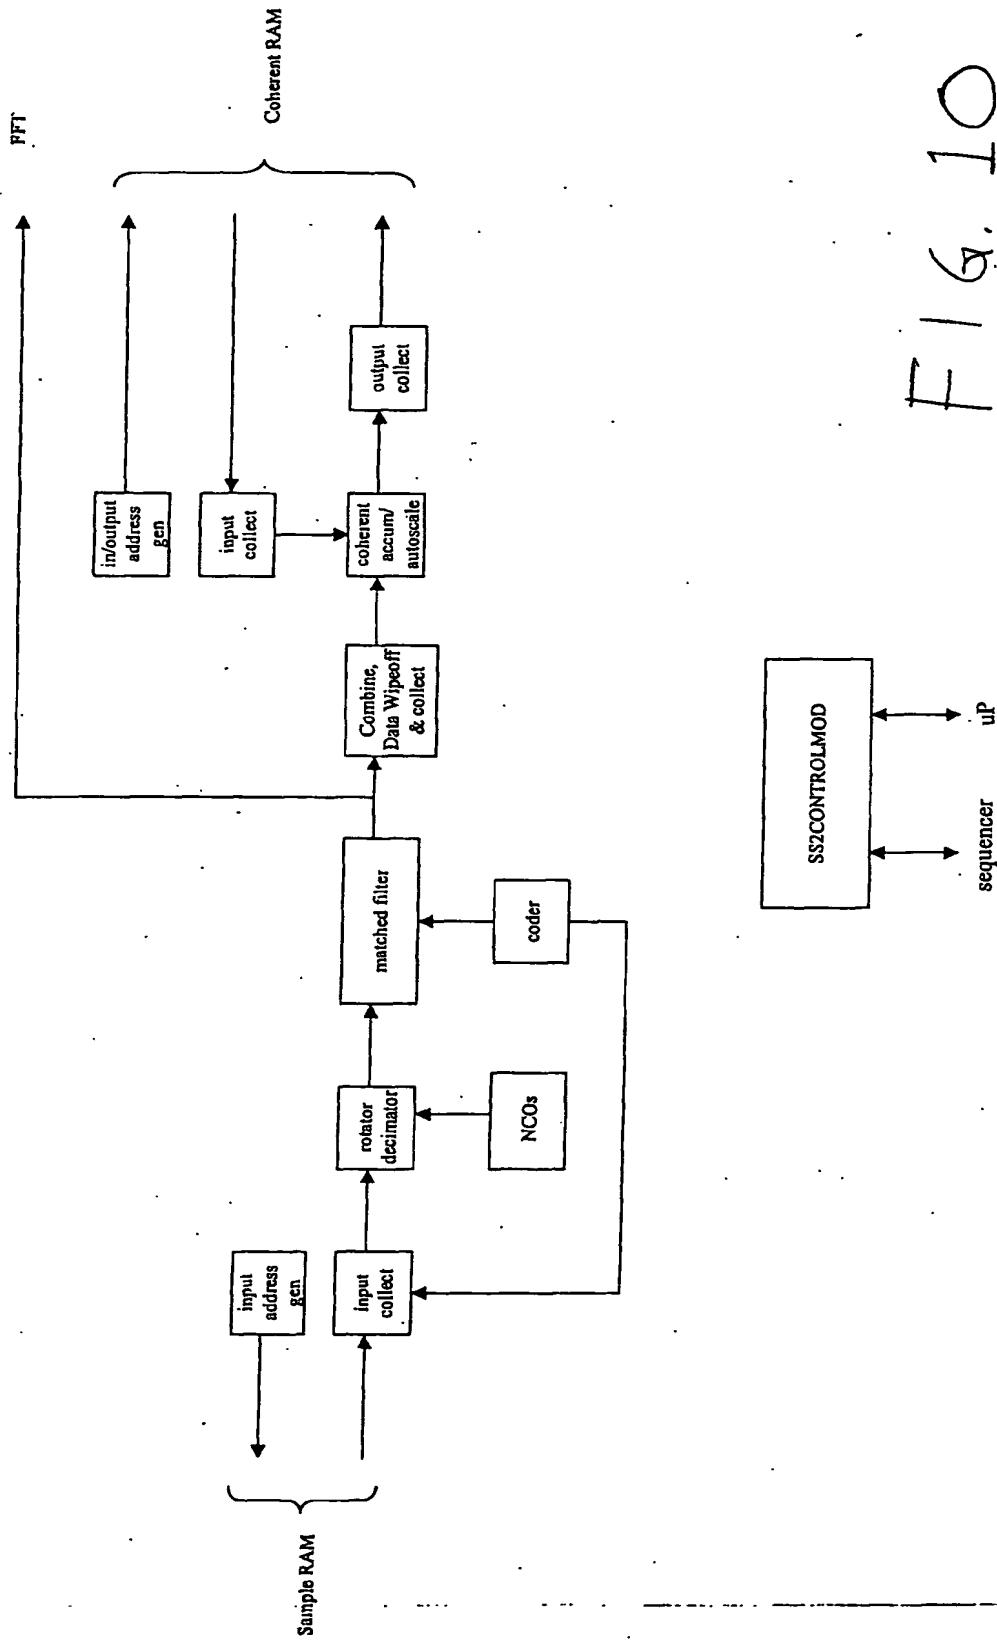 FFT
Coherent RAM
in/output
address
gen
input
collect
output
collect
coherent
accum/
autoscale
Combine,
Data Wipeoff
& collect
matched filter
coder
rotator
decimator
NCOs
input
address
gen
input
collect
Sample RAM
SS2CONTROLMOD
sequencer
uP
FIG. 10